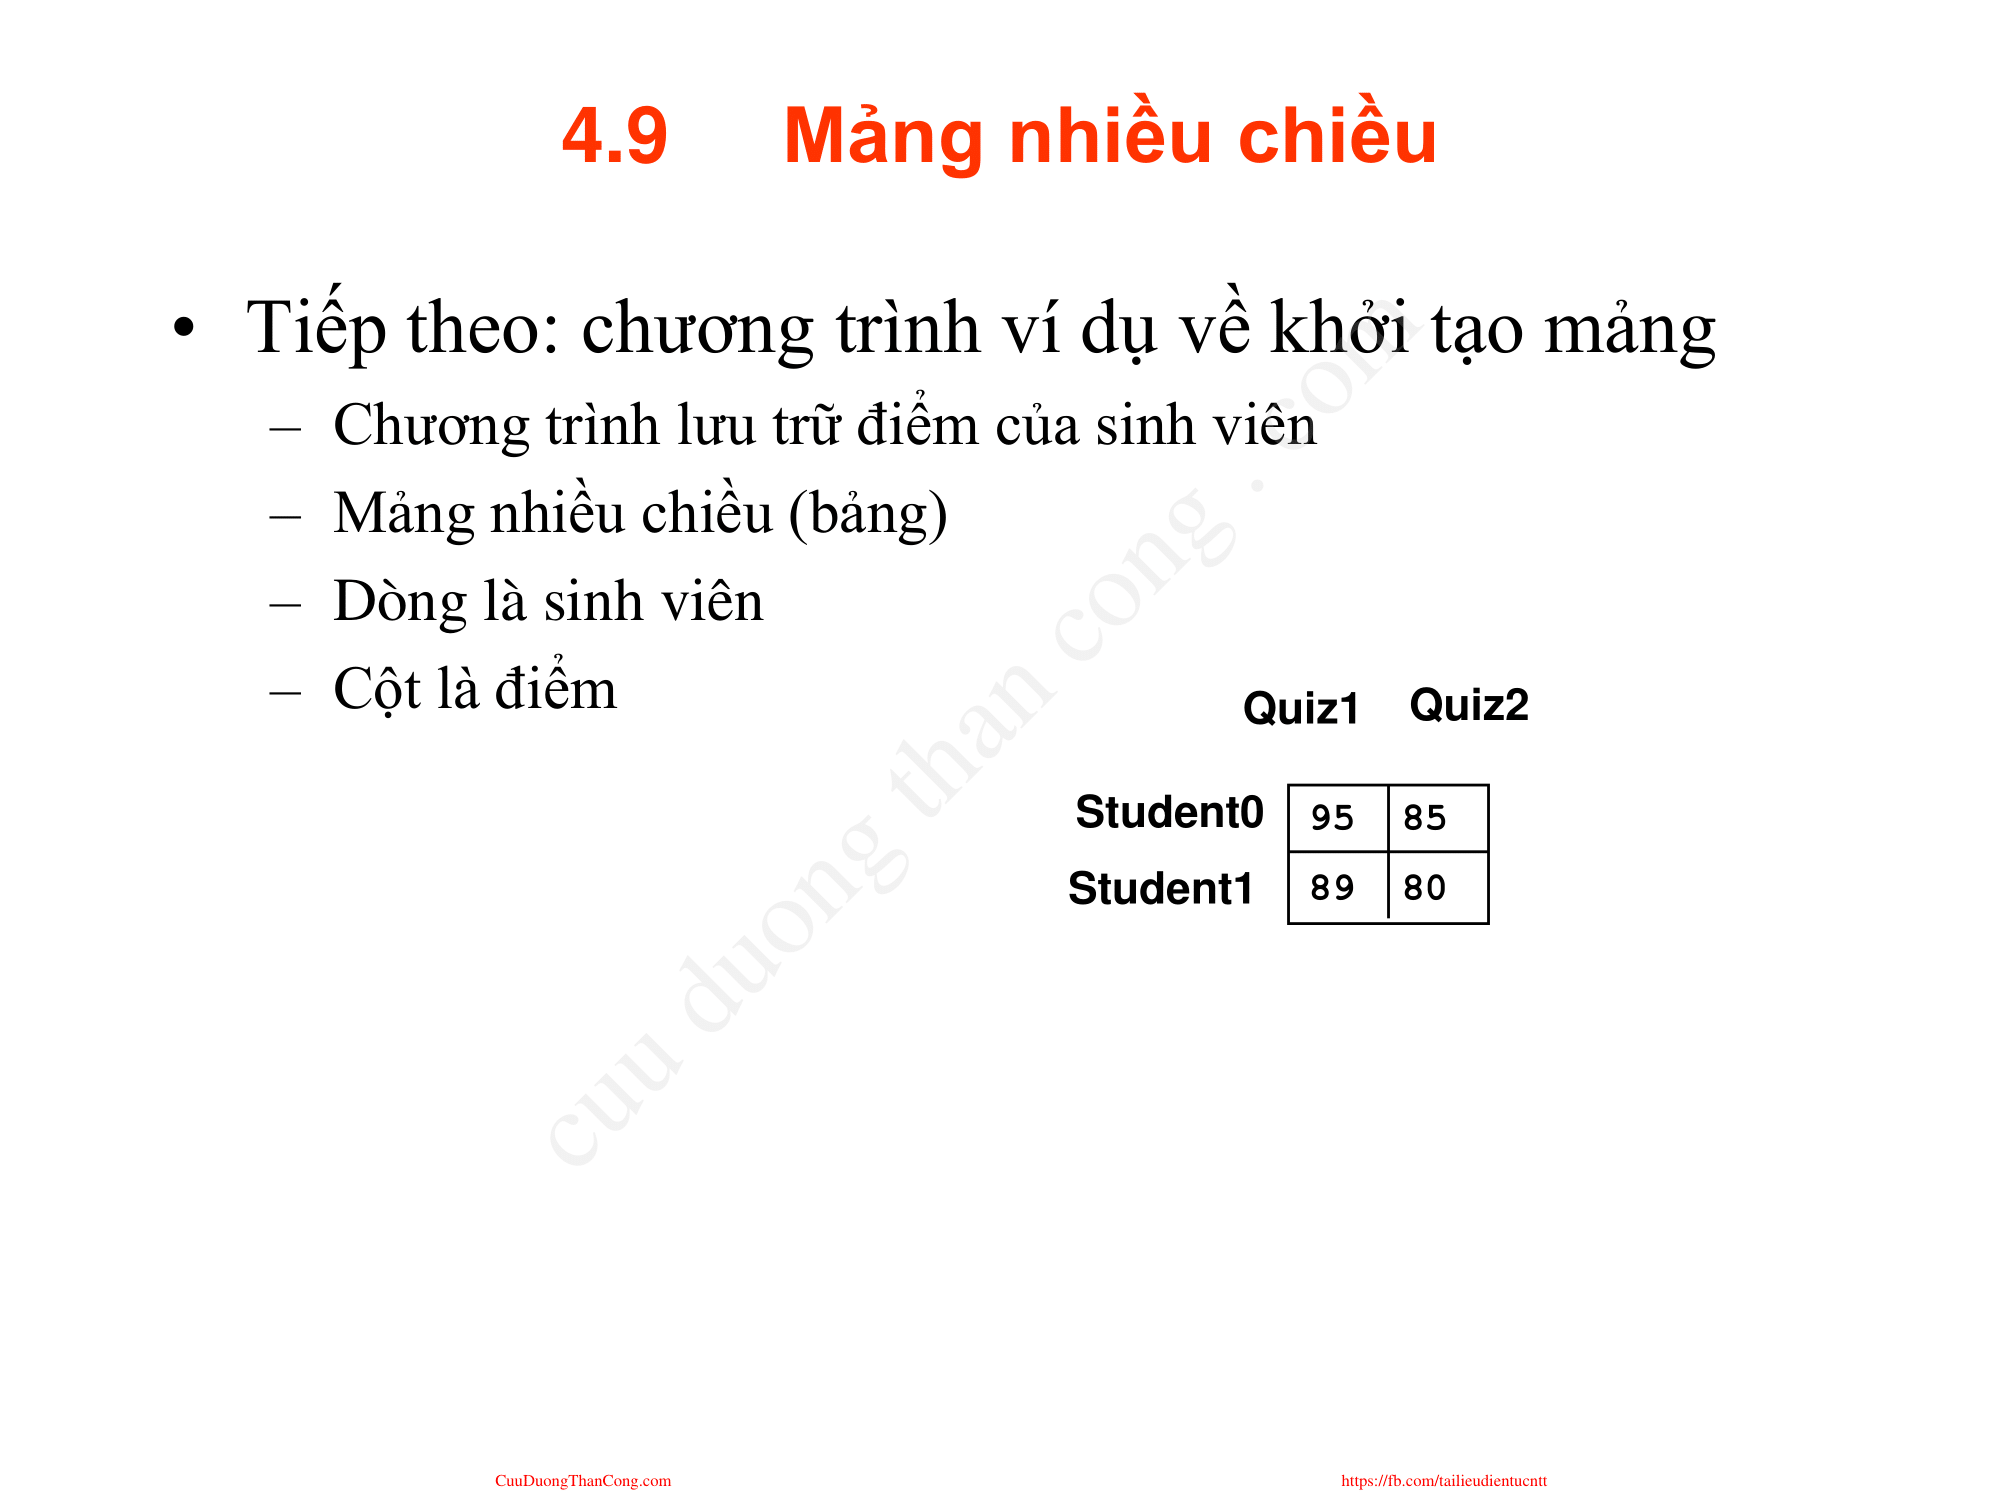 4.9 Mảng nhiều chiều
• Tiếp theo: chương trình ví dụ về khởi tạo mảng
– Chương trình lưu trữ điểm của sinh viên
– Mảng nhiều chiều (bảng)
– Dòng là sinh viên
– Cột là điểm
Quiz1 Quiz2
Student0 95 85
Student1 89 80
cuu duong than cong . com
CuuDuongThanCong.com https://fb.com/tailieudientucntt